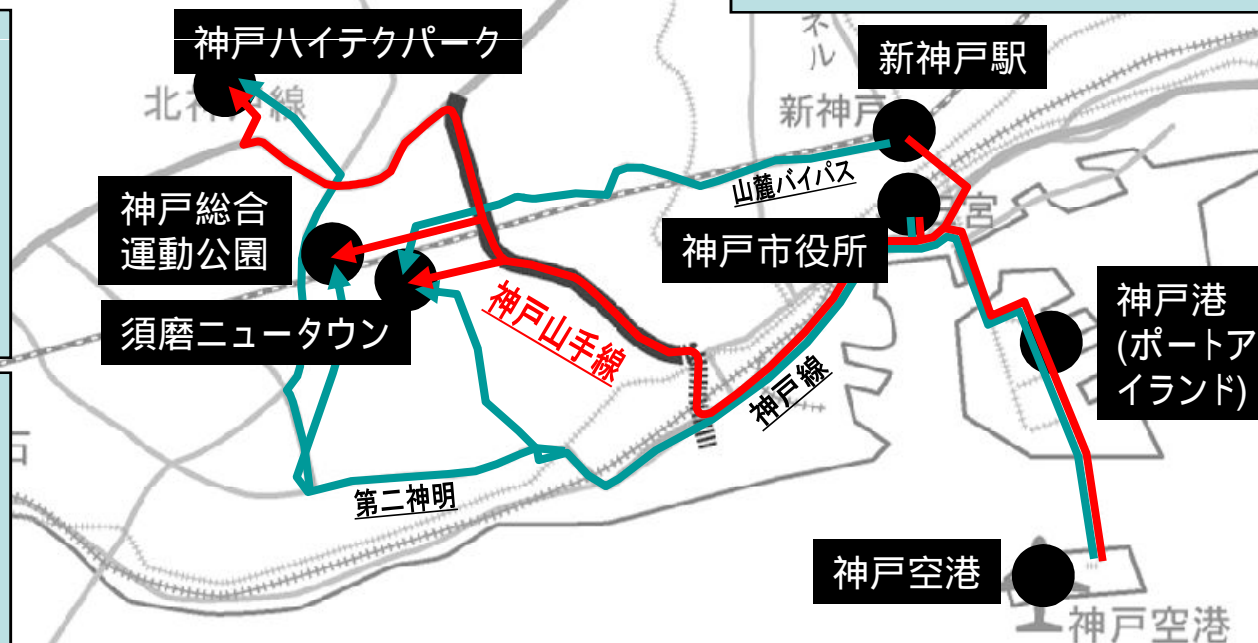 神戸ハイテクパーク
ネル
新神戸駅
北神戸線
新神戸
神戸総合
運動公園
山麓バイパス
三宮
神戸市役所
須磨ニュータウン
神戸山手線
神戸港
(ポートア
イランド)
神戸線
石
第二神明
神戸空港
神戸空港